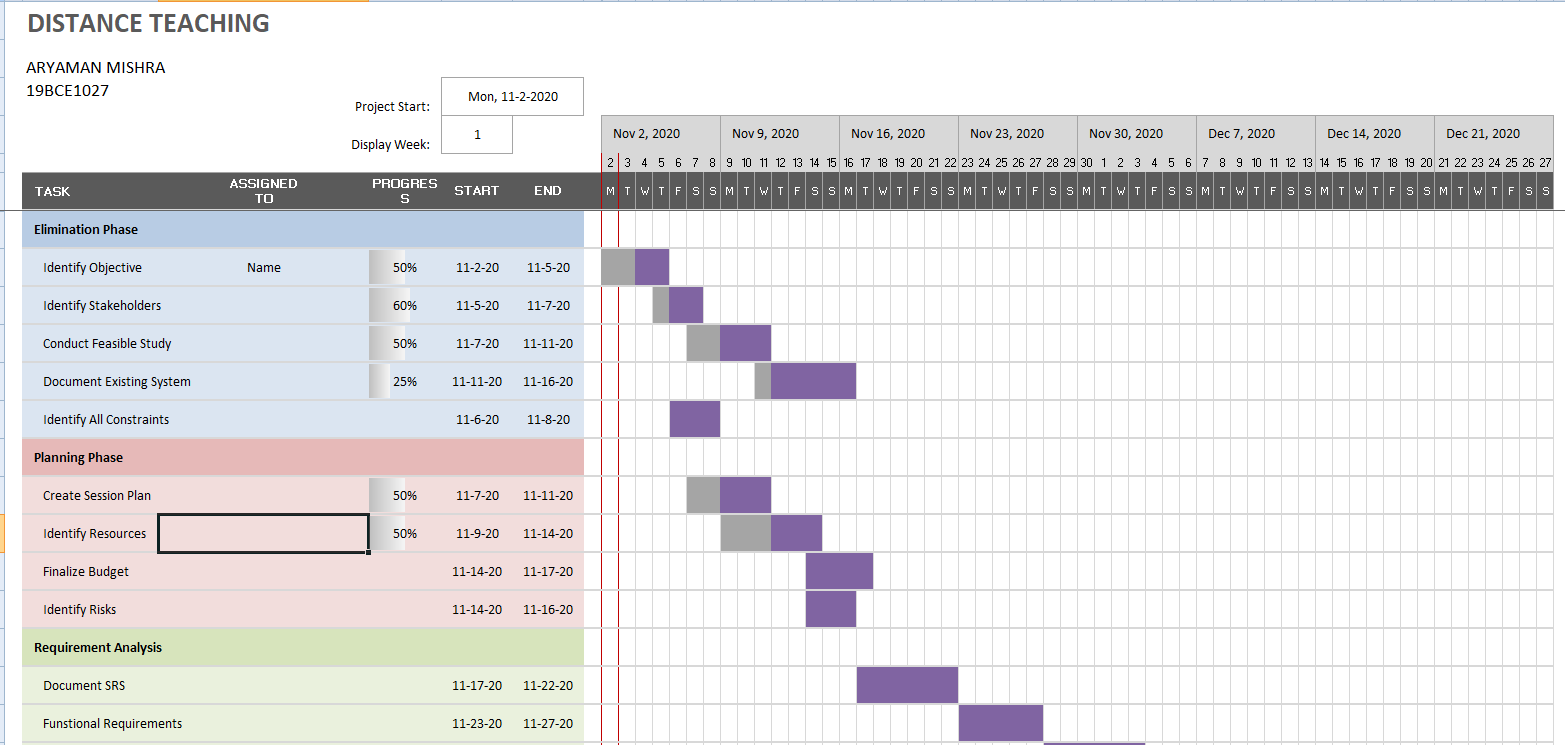 DISTANCE TEACHING
ARYAMAN MISHRA
19BCE1027
Project Start: Mon, 11-2-2020
Display Week: 1
Nov 2, 2020 Nov 9, 2020 Nov 16, 2020 Nov 23, 2020 Nov 30, 2020 Dec 7, 2020 Dec 14, 2020 Dec 21, 2020
2 3 4 5 6 7 8 9 10 11 12 13 14 15 16 17 18 19 20 21 22 23 24 25 26 27 28 29 30 1 2 3 4 5 6 7 8 9 10 11 12 13 14 15 16 17 18 19 20 21 22 23 24 25 26 27
TASK ASSIGNED TO PROGRESS START END M T W T F S S M T W T F S S M T W T F S S M T W T F S S M T W T F S S M T W T F S S M T W T F S S M T W T F S S
Elimination Phase
Identify Objective Name 50% 11-2-20 11-5-20
Identify Stakeholders 60% 11-5-20 11-7-20
Conduct Feasible Study 50% 11-7-20 11-11-20
Document Existing System 25% 11-11-20 11-16-20
Identify All Constraints 11-6-20 11-8-20
Planning Phase
Create Session Plan 50% 11-7-20 11-11-20
Identify Resources 50% 11-9-20 11-14-20
Finalize Budget 11-14-20 11-17-20
Identify Risks 11-14-20 11-16-20
Requirement Analysis
Document SRS 11-17-20 11-22-20
Funstional Requirements 11-23-20 11-27-20